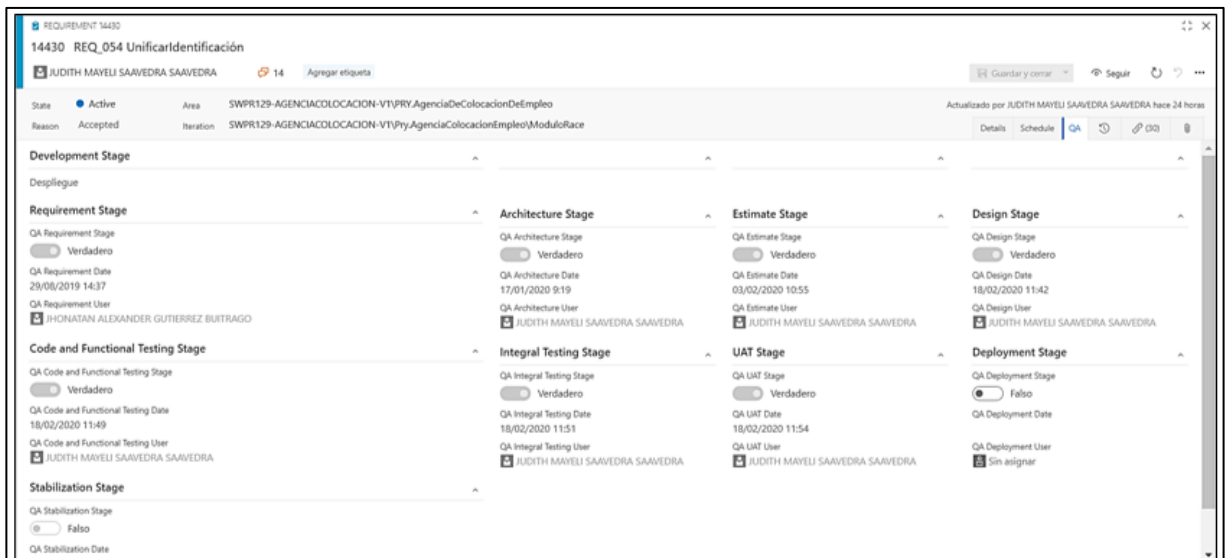 REQUIREMENT 14430
14430 REQ_054 UnificarIdentificación
JUDITH MAYELI SAAVEDRA SAAVEDRA 14 Agregar etiqueta Guardar y cerrar Seguir
State Active Area SWPR129-AGENCIACOLOCACION-V1\PRY.AgenciaDeColocacionDeEmpleo Actualizado por JUDITH MAYELI SAAVEDRA SAAVEDRA hace 24 horas
Reason Accepted Iteration SWPR129-AGENCIACOLOCACION-V1\Pry.AgenciaColocacionEmpleo\ModuloRace Details Schedule QA (30)
Development Stage
Despliegue
Requirement Stage Architecture Stage Estimate Stage Design Stage
QA Requirement Stage QA Architecture Stage QA Estimate Stage QA Design Stage
Verdadero Verdadero Verdadero Verdadero
QA Requirement Date QA Architecture Date QA Estimate Date QA Design Date
29/08/2019 14:37 17/01/2020 9:19 03/02/2020 10:55 18/02/2020 11:42
QA Requirement User QA Architecture User QA Estimate User QA Design User
JHONATAN ALEXANDER GUTIERREZ BUITRAGO JUDITH MAYELI SAAVEDRA SAAVEDRA JUDITH MAYELI SAAVEDRA SAAVEDRA JUDITH MAYELI SAAVEDRA SAAVEDRA
Code and Functional Testing Stage Integral Testing Stage UAT Stage Deployment Stage
QA Code and Functional Testing Stage QA Integral Testing Stage QA UAT Stage QA Deployment Stage
Verdadero Verdadero Verdadero Falso
QA Code and Functional Testing Date QA Integral Testing Date QA UAT Date QA Deployment Date
18/02/2020 11:49 18/02/2020 11:51 18/02/2020 11:54
QA Code and Functional Testing User QA Integral Testing User QA UAT User QA Deployment User
JUDITH MAYELI SAAVEDRA SAAVEDRA JUDITH MAYELI SAAVEDRA SAAVEDRA JUDITH MAYELI SAAVEDRA SAAVEDRA Sin asignar
Stabilization Stage
QA Stabilization Stage
Falso
QA Stabilization Date